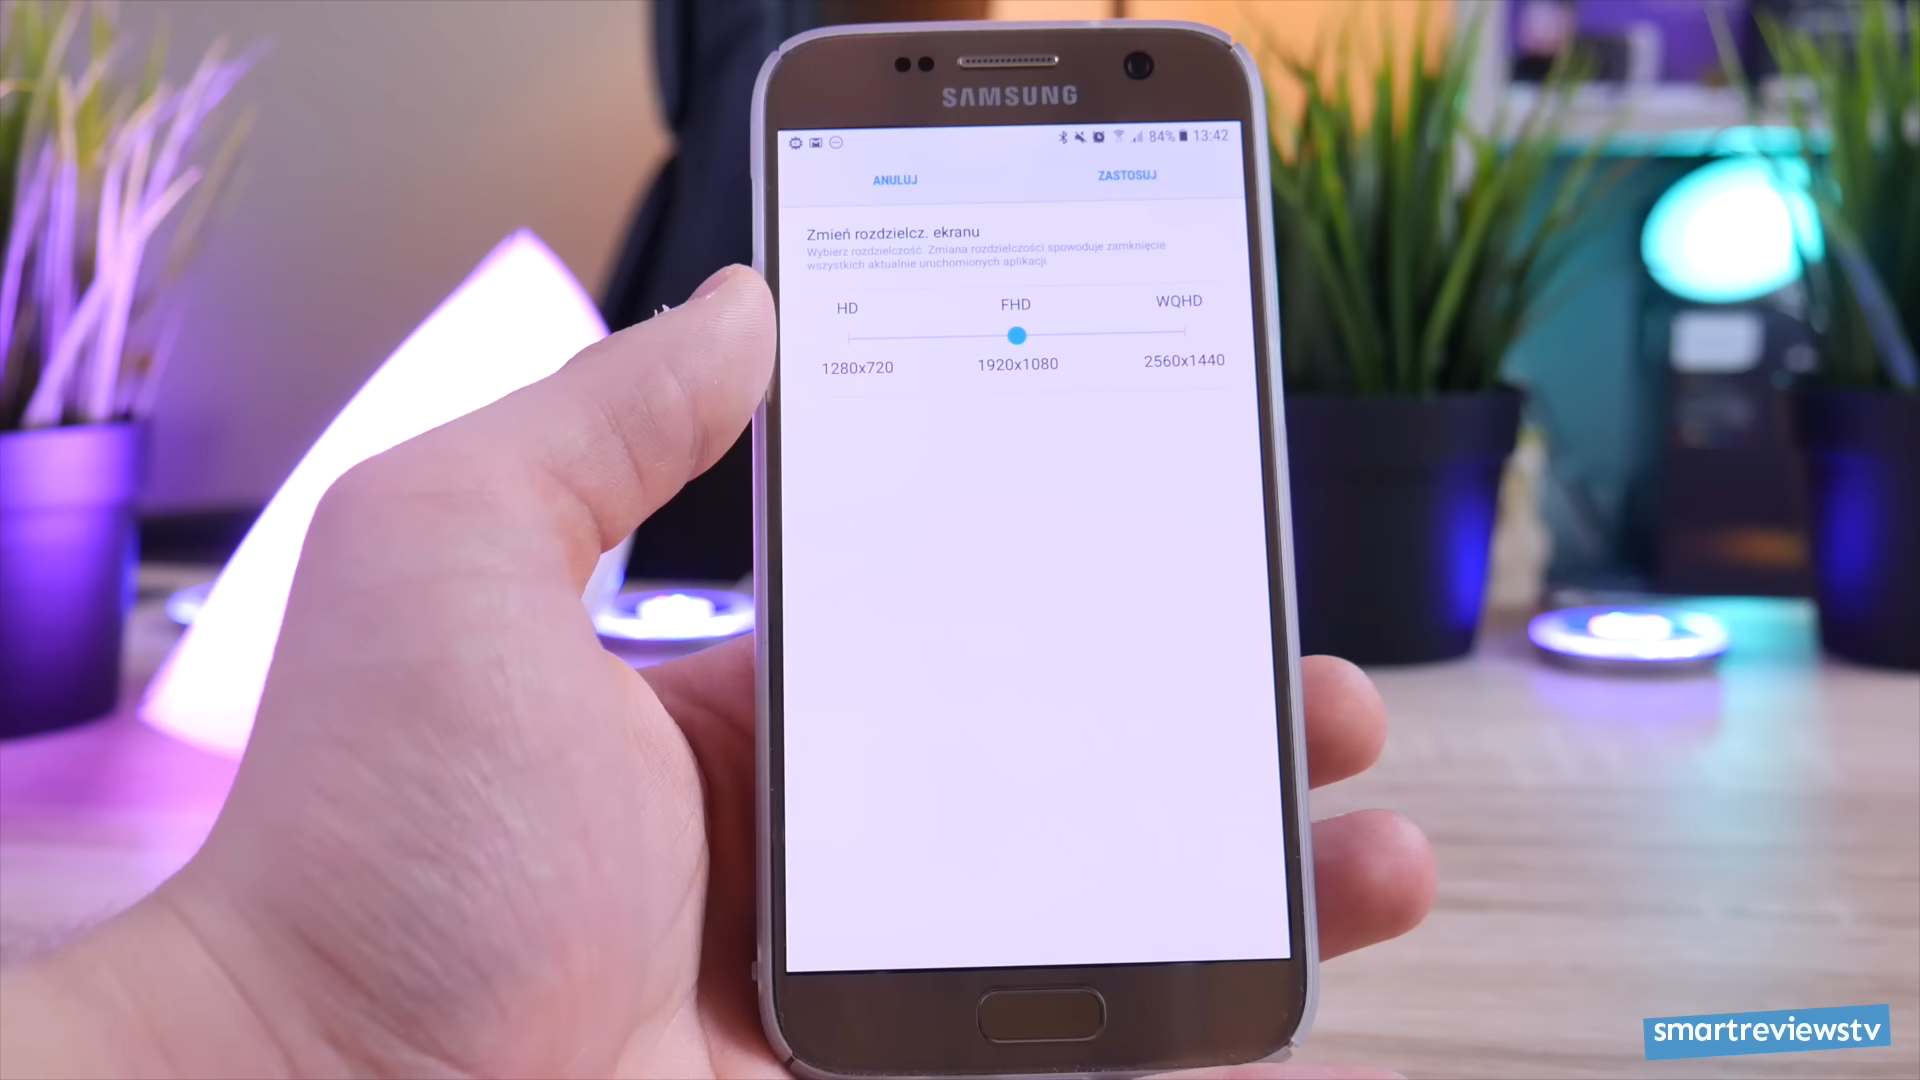 SAMSUNG
84% 13:42
ANULUJ ZASTOSUJ
Zmień rozdzielcz. ekranu
Wybierz rozdzielczość. Zmiana rozdzielczości spowoduje zamknięcie
wszystkich aktualnie uruchomionych aplikacji.
HD FHD WQHD
1280x720 1920x1080 2560x1440
smartreviewstv